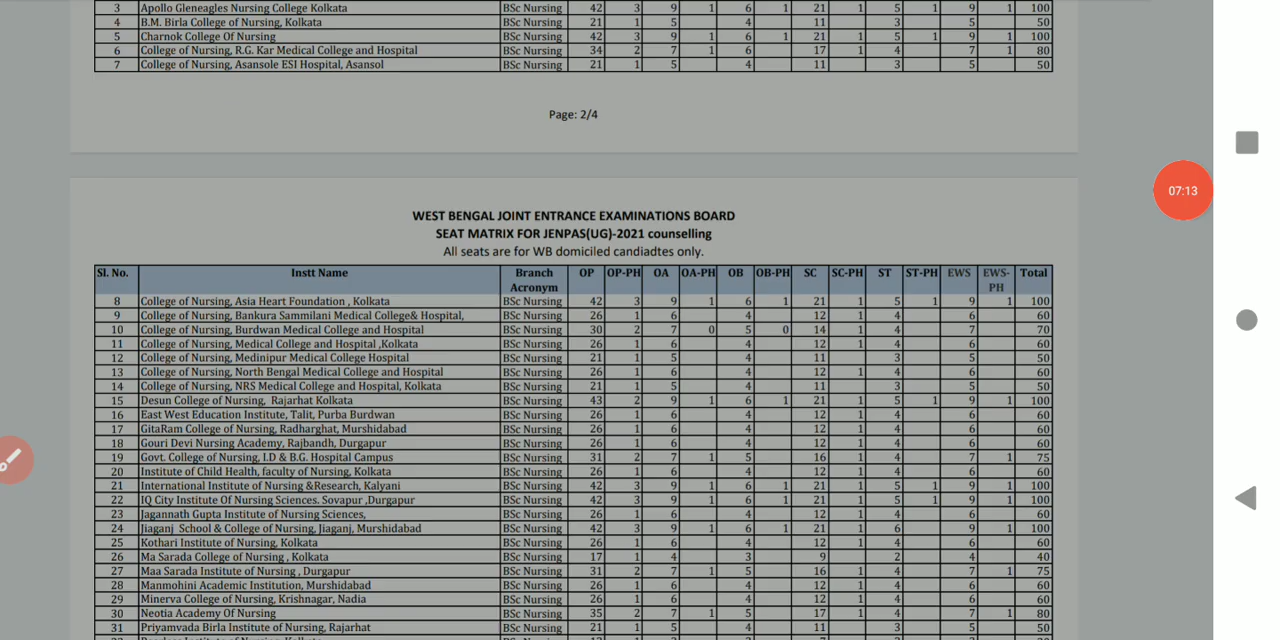 3 Apollo Gleneagles Nursing College Kolkata BSc Nursing 42 3 9 1 6 1 21 1 5 1 9 1 100
4 B.M. Birla College of Nursing, Kolkata BSc Nursing 21 1 5 4 11 3 5 50
5 Charnok College Of Nursing BSc Nursing 42 3 9 1 6 1 21 1 5 1 9 1 100
6 College of Nursing, R.G. Kar Medical College and Hospital BSc Nursing 34 2 7 1 6 17 1 4 7 1 80
7 College of Nursing, Asansole ESI Hospital, Asansol BSc Nursing 21 1 5 4 11 3 5 50
Page: 2/4
07:13
WEST BENGAL JOINT ENTRANCE EXAMINATIONS BOARD
SEAT MATRIX FOR JENPAS(UG)-2021 counselling
All seats are for WB domiciled candiadtes only.
Sl. No. Instt Name Branch Acronym OP OP-PH OA OA-PH OB OB-PH SC SC-PH ST ST-PH EWS EWS-PH Total
8 College of Nursing, Asia Heart Foundation , Kolkata BSc Nursing 42 3 9 1 6 1 21 1 5 1 9 1 100
9 College of Nursing, Bankura Sammilani Medical College& Hospital, BSc Nursing 26 1 6 4 12 1 4 6 60
10 College of Nursing, Burdwan Medical College and Hospital BSc Nursing 30 2 7 0 5 0 14 1 4 7 70
11 College of Nursing, Medical College and Hospital ,Kolkata BSc Nursing 26 1 6 4 12 1 4 6 60
12 College of Nursing, Medinipur Medical College Hospital BSc Nursing 21 1 5 4 11 3 5 50
13 College of Nursing, North Bengal Medical College and Hospital BSc Nursing 26 1 6 4 12 1 4 6 60
14 College of Nursing, NRS Medical College and Hospital, Kolkata BSc Nursing 21 1 5 4 11 3 5 50
15 Desun College of Nursing, Rajarhat Kolkata BSc Nursing 43 2 9 1 6 1 21 1 5 1 9 1 100
16 East West Education Institute, Talit, Purba Burdwan BSc Nursing 26 1 6 4 12 1 4 6 60
17 GitaRam College of Nursing, Radharghat, Murshidabad BSc Nursing 26 1 6 4 12 1 4 6 60
18 Gouri Devi Nursing Academy, Rajbandh, Durgapur BSc Nursing 26 1 6 4 12 1 4 6 60
19 Govt. College of Nursing, I.D & B.G. Hospital Campus BSc Nursing 31 2 7 1 5 16 1 4 7 1 75
20 Institute of Child Health, faculty of Nursing, Kolkata BSc Nursing 26 1 6 4 12 1 4 6 60
21 International Institute of Nursing &Research, Kalyani BSc Nursing 42 3 9 1 6 1 21 1 5 1 9 1 100
22 IQ City Institute Of Nursing Sciences. Sovapur ,Durgapur BSc Nursing 42 3 9 1 6 1 21 1 5 1 9 1 100
23 Jagannath Gupta Institute of Nursing Sciences, BSc Nursing 26 1 6 4 12 1 4 6 60
24 Jiaganj School & College of Nursing, Jiaganj, Murshidabad BSc Nursing 42 3 9 1 6 1 21 1 6 9 1 100
25 Kothari Institute of Nursing, Kolkata BSc Nursing 26 1 6 4 12 1 4 6 60
26 Ma Sarada College of Nursing , Kolkata BSc Nursing 17 1 4 3 9 2 4 40
27 Maa Sarada Institute of Nursing , Durgapur BSc Nursing 31 2 7 1 5 16 1 4 7 1 75
28 Manmohini Academic Institution, Murshidabad BSc Nursing 26 1 6 4 12 1 4 6 60
29 Minerva College of Nursing, Krishnagar, Nadia BSc Nursing 26 1 6 4 12 1 4 6 60
30 Neotia Academy Of Nursing BSc Nursing 35 2 7 1 5 17 1 4 7 1 80
31 Priyamvada Birla Institute of Nursing, Rajarhat BSc Nursing 21 1 5 4 11 3 5 50